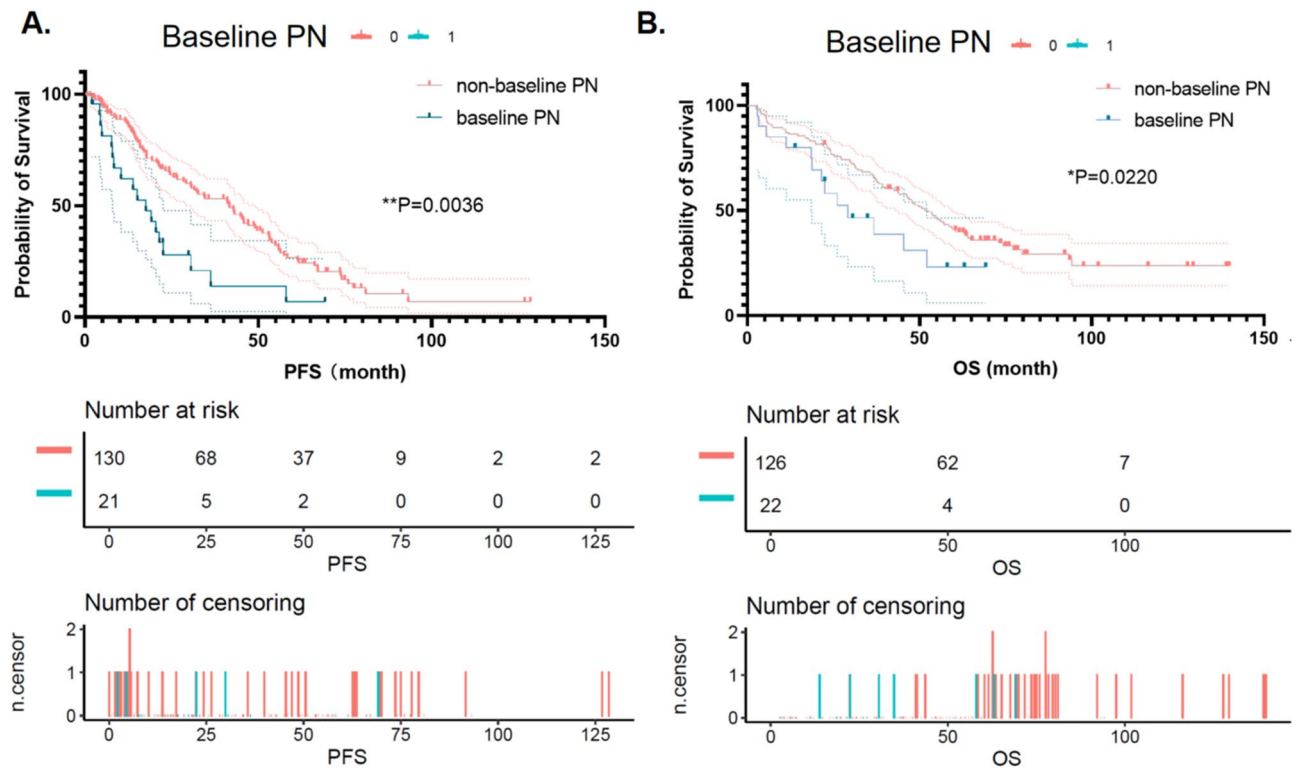 A.
Baseline PN 0 1
non-baseline PN
baseline PN
Probability of Survival
100
50
0
**P=0.0036
0 50 100 150
PFS (month)
Number at risk
130 68 37 9 2 2
21 5 2 0 0 0
0 25 50 75 100 125
PFS
Number of censoring
n.censor
2
1
0
0 25 50 75 100 125
PFS
B.
Baseline PN 0 1
non-baseline PN
baseline PN
Probability of Survival
100
50
0
*P=0.0220
0 50 100 150
OS (month)
Number at risk
126 62 7
22 4 0
0 50 100
OS
Number of censoring
n.censor
2
1
0
0 50 100
OS